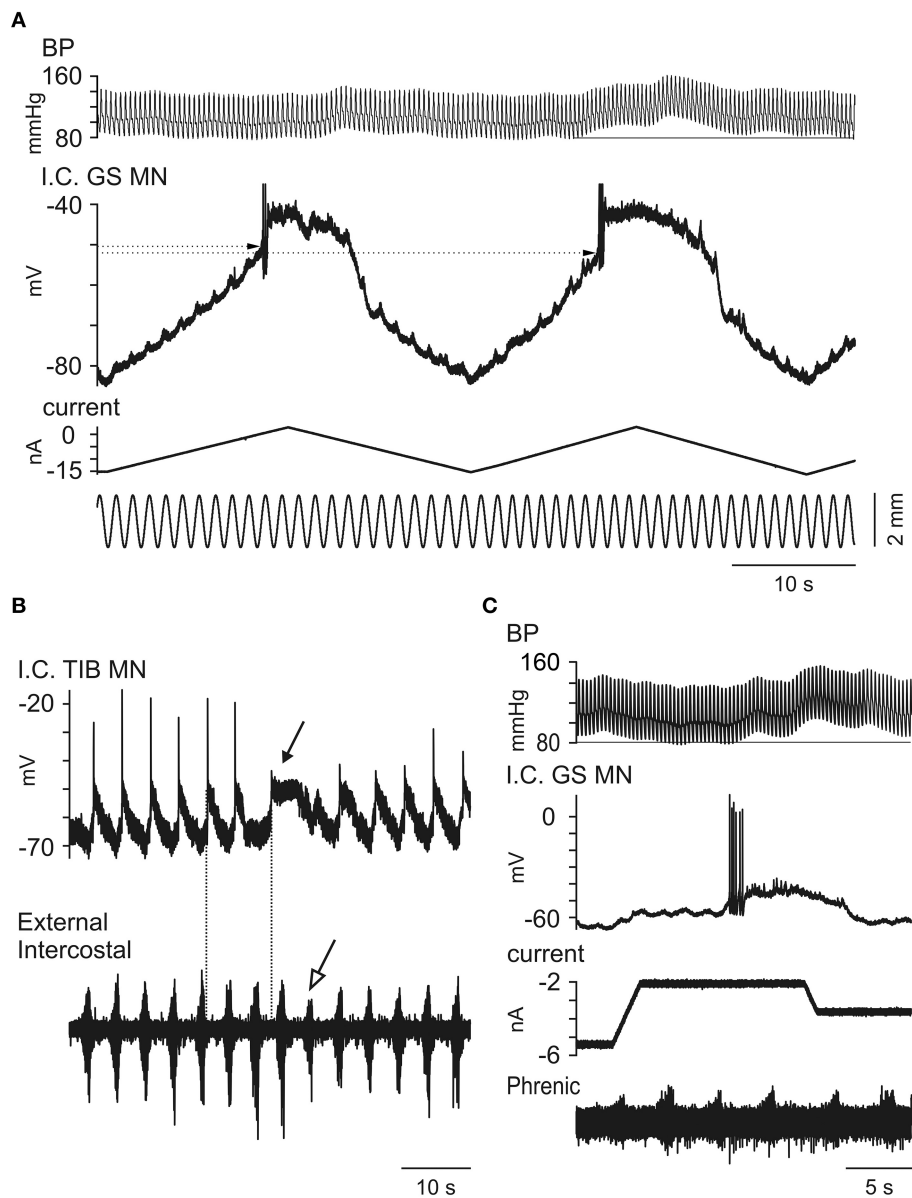 A
BP
160
80
mmHg
I.C. GS MN
-40
-80
mV
current
0
-15
nA
2 mm
10 s
B
I.C. TIB MN
-20
-70
mV
External
Intercostal
10 s
C
BP
160
80
mmHg
I.C. GS MN
0
-60
mV
current
-2
-6
nA
Phrenic
5 s